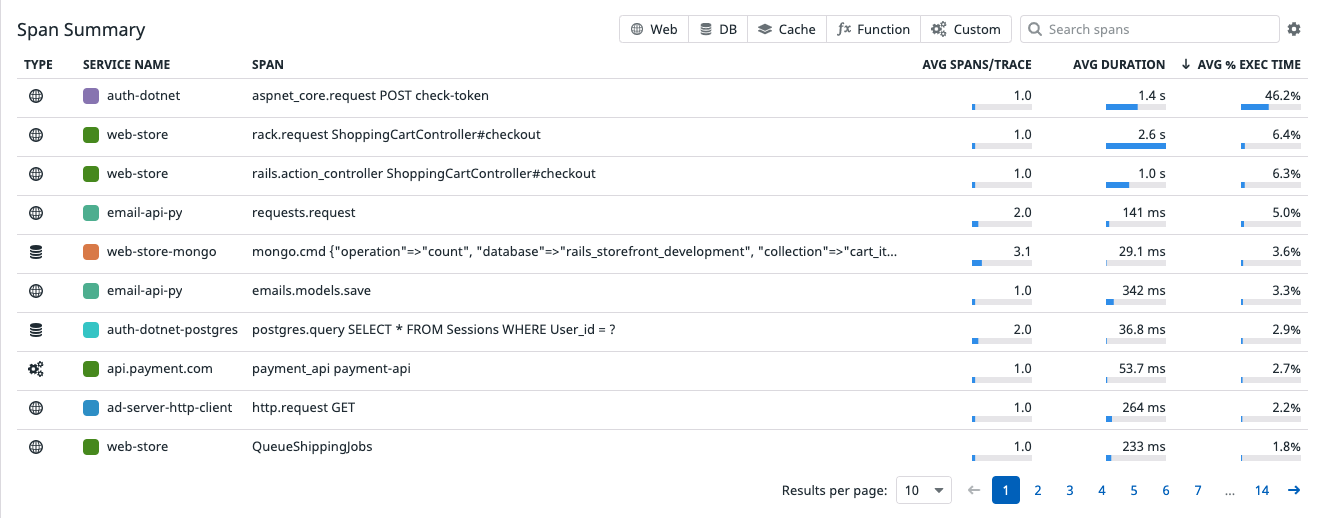 Span Summary Web DB Cache ƒx Function Custom Search spans
TYPE SERVICE NAME SPAN AVG SPANS/TRACE AVG DURATION ↓ AVG % EXEC TIME
auth-dotnet aspnet_core.request POST check-token 1.0 1.4 s 46.2%
web-store rack.request ShoppingCartController#checkout 1.0 2.6 s 6.4%
web-store rails.action_controller ShoppingCartController#checkout 1.0 1.0 s 6.3%
email-api-py requests.request 2.0 141 ms 5.0%
web-store-mongo mongo.cmd {"operation"=>"count", "database"=>"rails_storefront_development", "collection"=>"cart_it... 3.1 29.1 ms 3.6%
email-api-py emails.models.save 1.0 342 ms 3.3%
auth-dotnet-postgres postgres.query SELECT * FROM Sessions WHERE User_id = ? 2.0 36.8 ms 2.9%
api.payment.com payment_api payment-api 1.0 53.7 ms 2.7%
ad-server-http-client http.request GET 1.0 264 ms 2.2%
web-store QueueShippingJobs 1.0 233 ms 1.8%
Results per page: 10 ← 1 2 3 4 5 6 7 ... 14 →